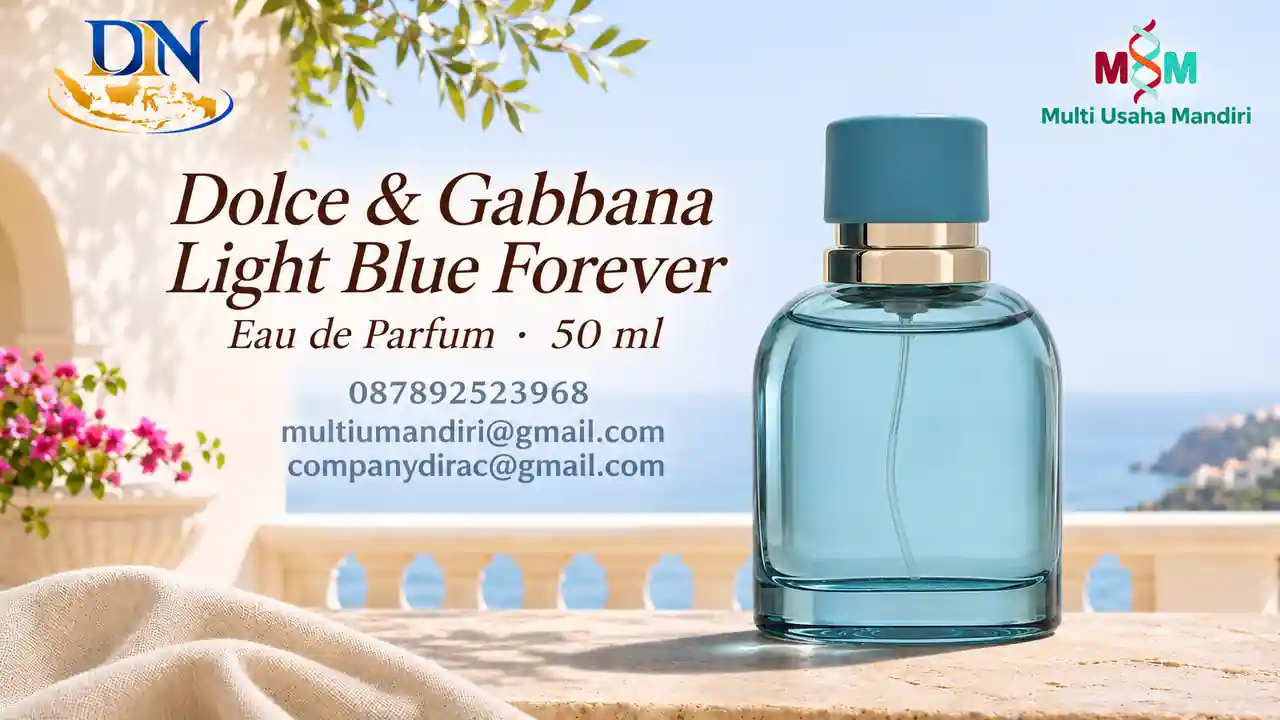 DN
MSM
Multi Usaha Mandiri
Dolce & Gabbana
Light Blue Forever
Eau de Parfum · 50 ml
087892523968
multiumandiri@gmail.com
companydirac@gmail.com